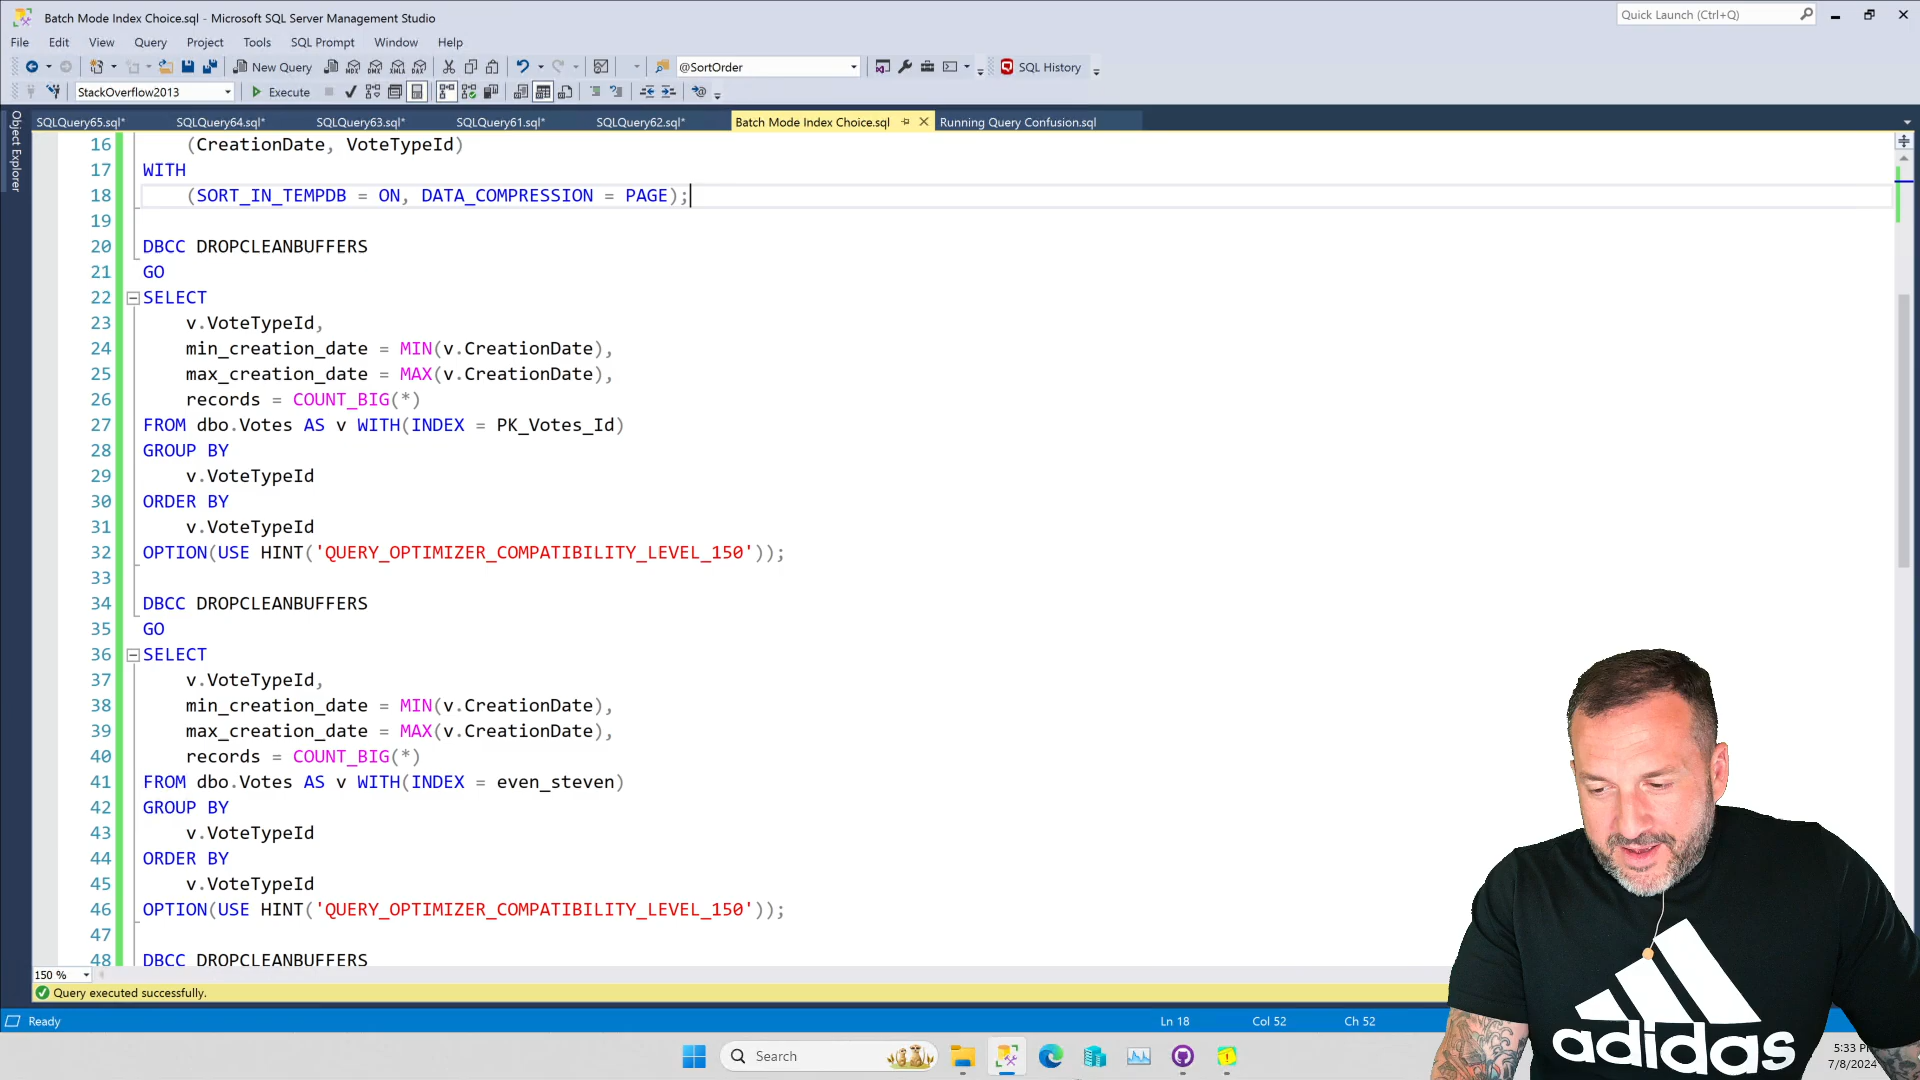 Batch Mode Index Choice.sql - Microsoft SQL Server Management Studio
Quick Launch (Ctrl+Q)
File Edit View Query Project Tools Window Help
New Query MDX DMX XMLA DAX @SortOrder SQL History
StackOverflow2013 Execute
SQLQuery65.sql* SQLQuery64.sql* SQLQuery63.sql* SQLQuery61.sql* SQLQuery62.sql* Batch Mode Index Choice.sql Running Query Confusion.sql
Object Explorer
16 (CreationDate, VoteTypeId)
17 WITH
18 (SORT_IN_TEMPDB = ON, DATA_COMPRESSION = PAGE);
19
20 DBCC DROPCLEANBUFFERS
21 GO
22 SELECT
23 v.VoteTypeId,
24 min_creation_date = MIN(v.CreationDate),
25 max_creation_date = MAX(v.CreationDate),
26 records = COUNT_BIG(*)
27 FROM dbo.Votes AS v WITH(INDEX = PK_Votes_Id)
28 GROUP BY
29 v.VoteTypeId
30 ORDER BY
31 v.VoteTypeId
32 OPTION(USE HINT('QUERY_OPTIMIZER_COMPATIBILITY_LEVEL_150'));
33
34 DBCC DROPCLEANBUFFERS
35 GO
36 SELECT
37 v.VoteTypeId,
38 min_creation_date = MIN(v.CreationDate),
39 max_creation_date = MAX(v.CreationDate),
40 records = COUNT_BIG(*)
41 FROM dbo.Votes AS v WITH(INDEX = even_steven)
42 GROUP BY
43 v.VoteTypeId
44 ORDER BY
45 v.VoteTypeId
46 OPTION(USE HINT('QUERY_OPTIMIZER_COMPATIBILITY_LEVEL_150'));
47
48 DBCC DROPCLEANBUFFERS
150 %
Query executed successfully.
Ready Ln 18 Col 52 Ch 52
adidas
Search
5:33 P
7/8/2024